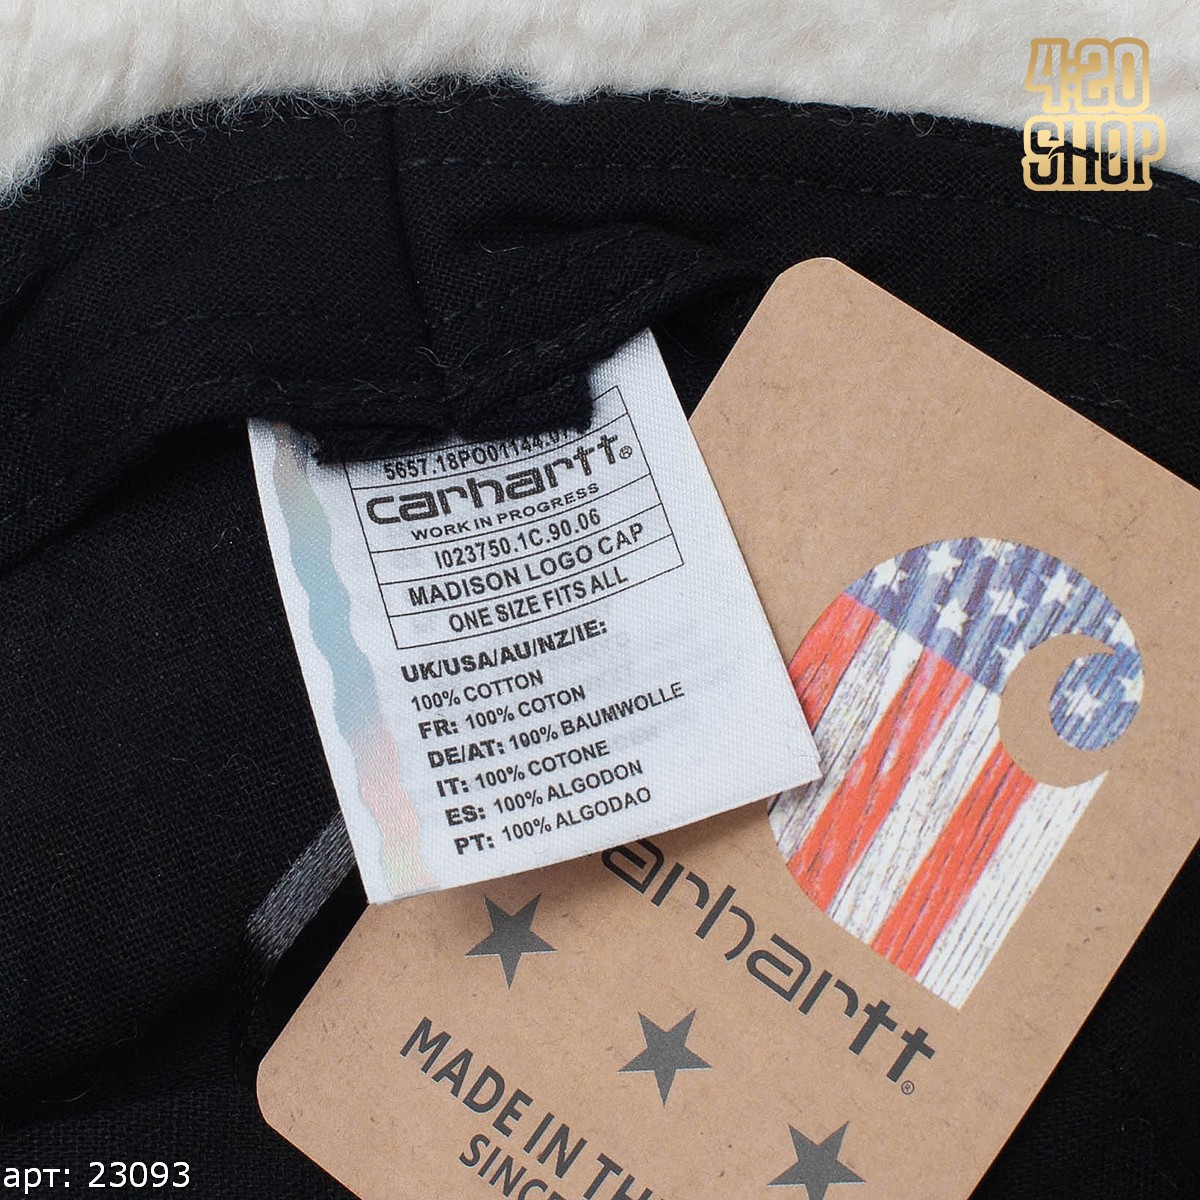 4:20
SHOP
5657.18PO01144.07
carhartt®
WORK IN PROGRESS
I023750.1C.90.06
MADISON LOGO CAP
ONE SIZE FITS ALL
UK/USA/AU/NZ/IE:
100% COTTON
FR: 100% COTON
DE/AT: 100% BAUMWOLLE
IT: 100% COTONE
ES: 100% ALGODON
PT: 100% ALGODAO
carhartt®
MADE IN TH
SINC
арт: 23093